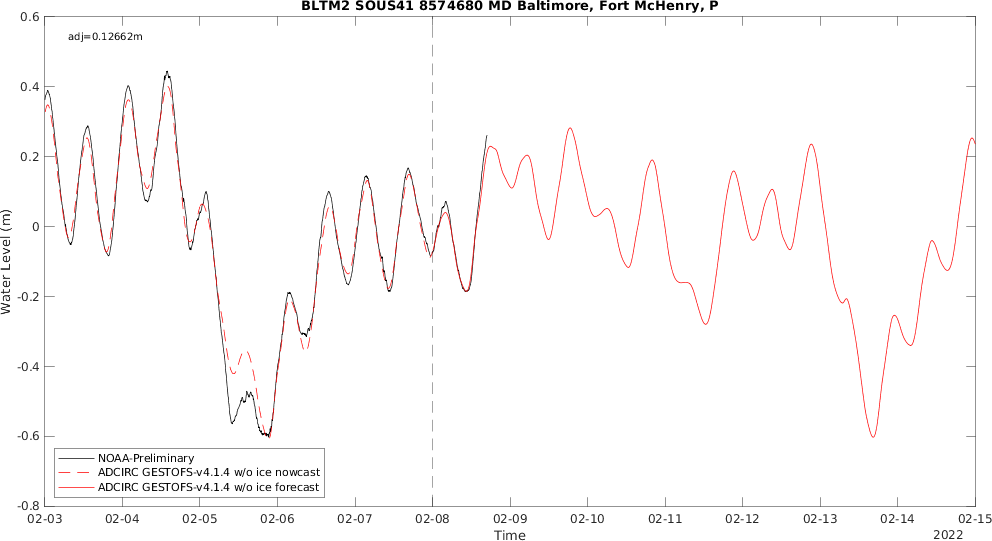 BLTM2 SOUS41 8574680 MD Baltimore, Fort McHenry, P
adj=0.12662m
0.6
0.4
0.2
0
-0.2
-0.4
-0.6
-0.8
Water Level (m)
NOAA-Preliminary
ADCIRC GESTOFS-v4.1.4 w/o ice nowcast
ADCIRC GESTOFS-v4.1.4 w/o ice forecast
02-03 02-04 02-05 02-06 02-07 02-08 02-09 02-10 02-11 02-12 02-13 02-14 02-15
Time
2022